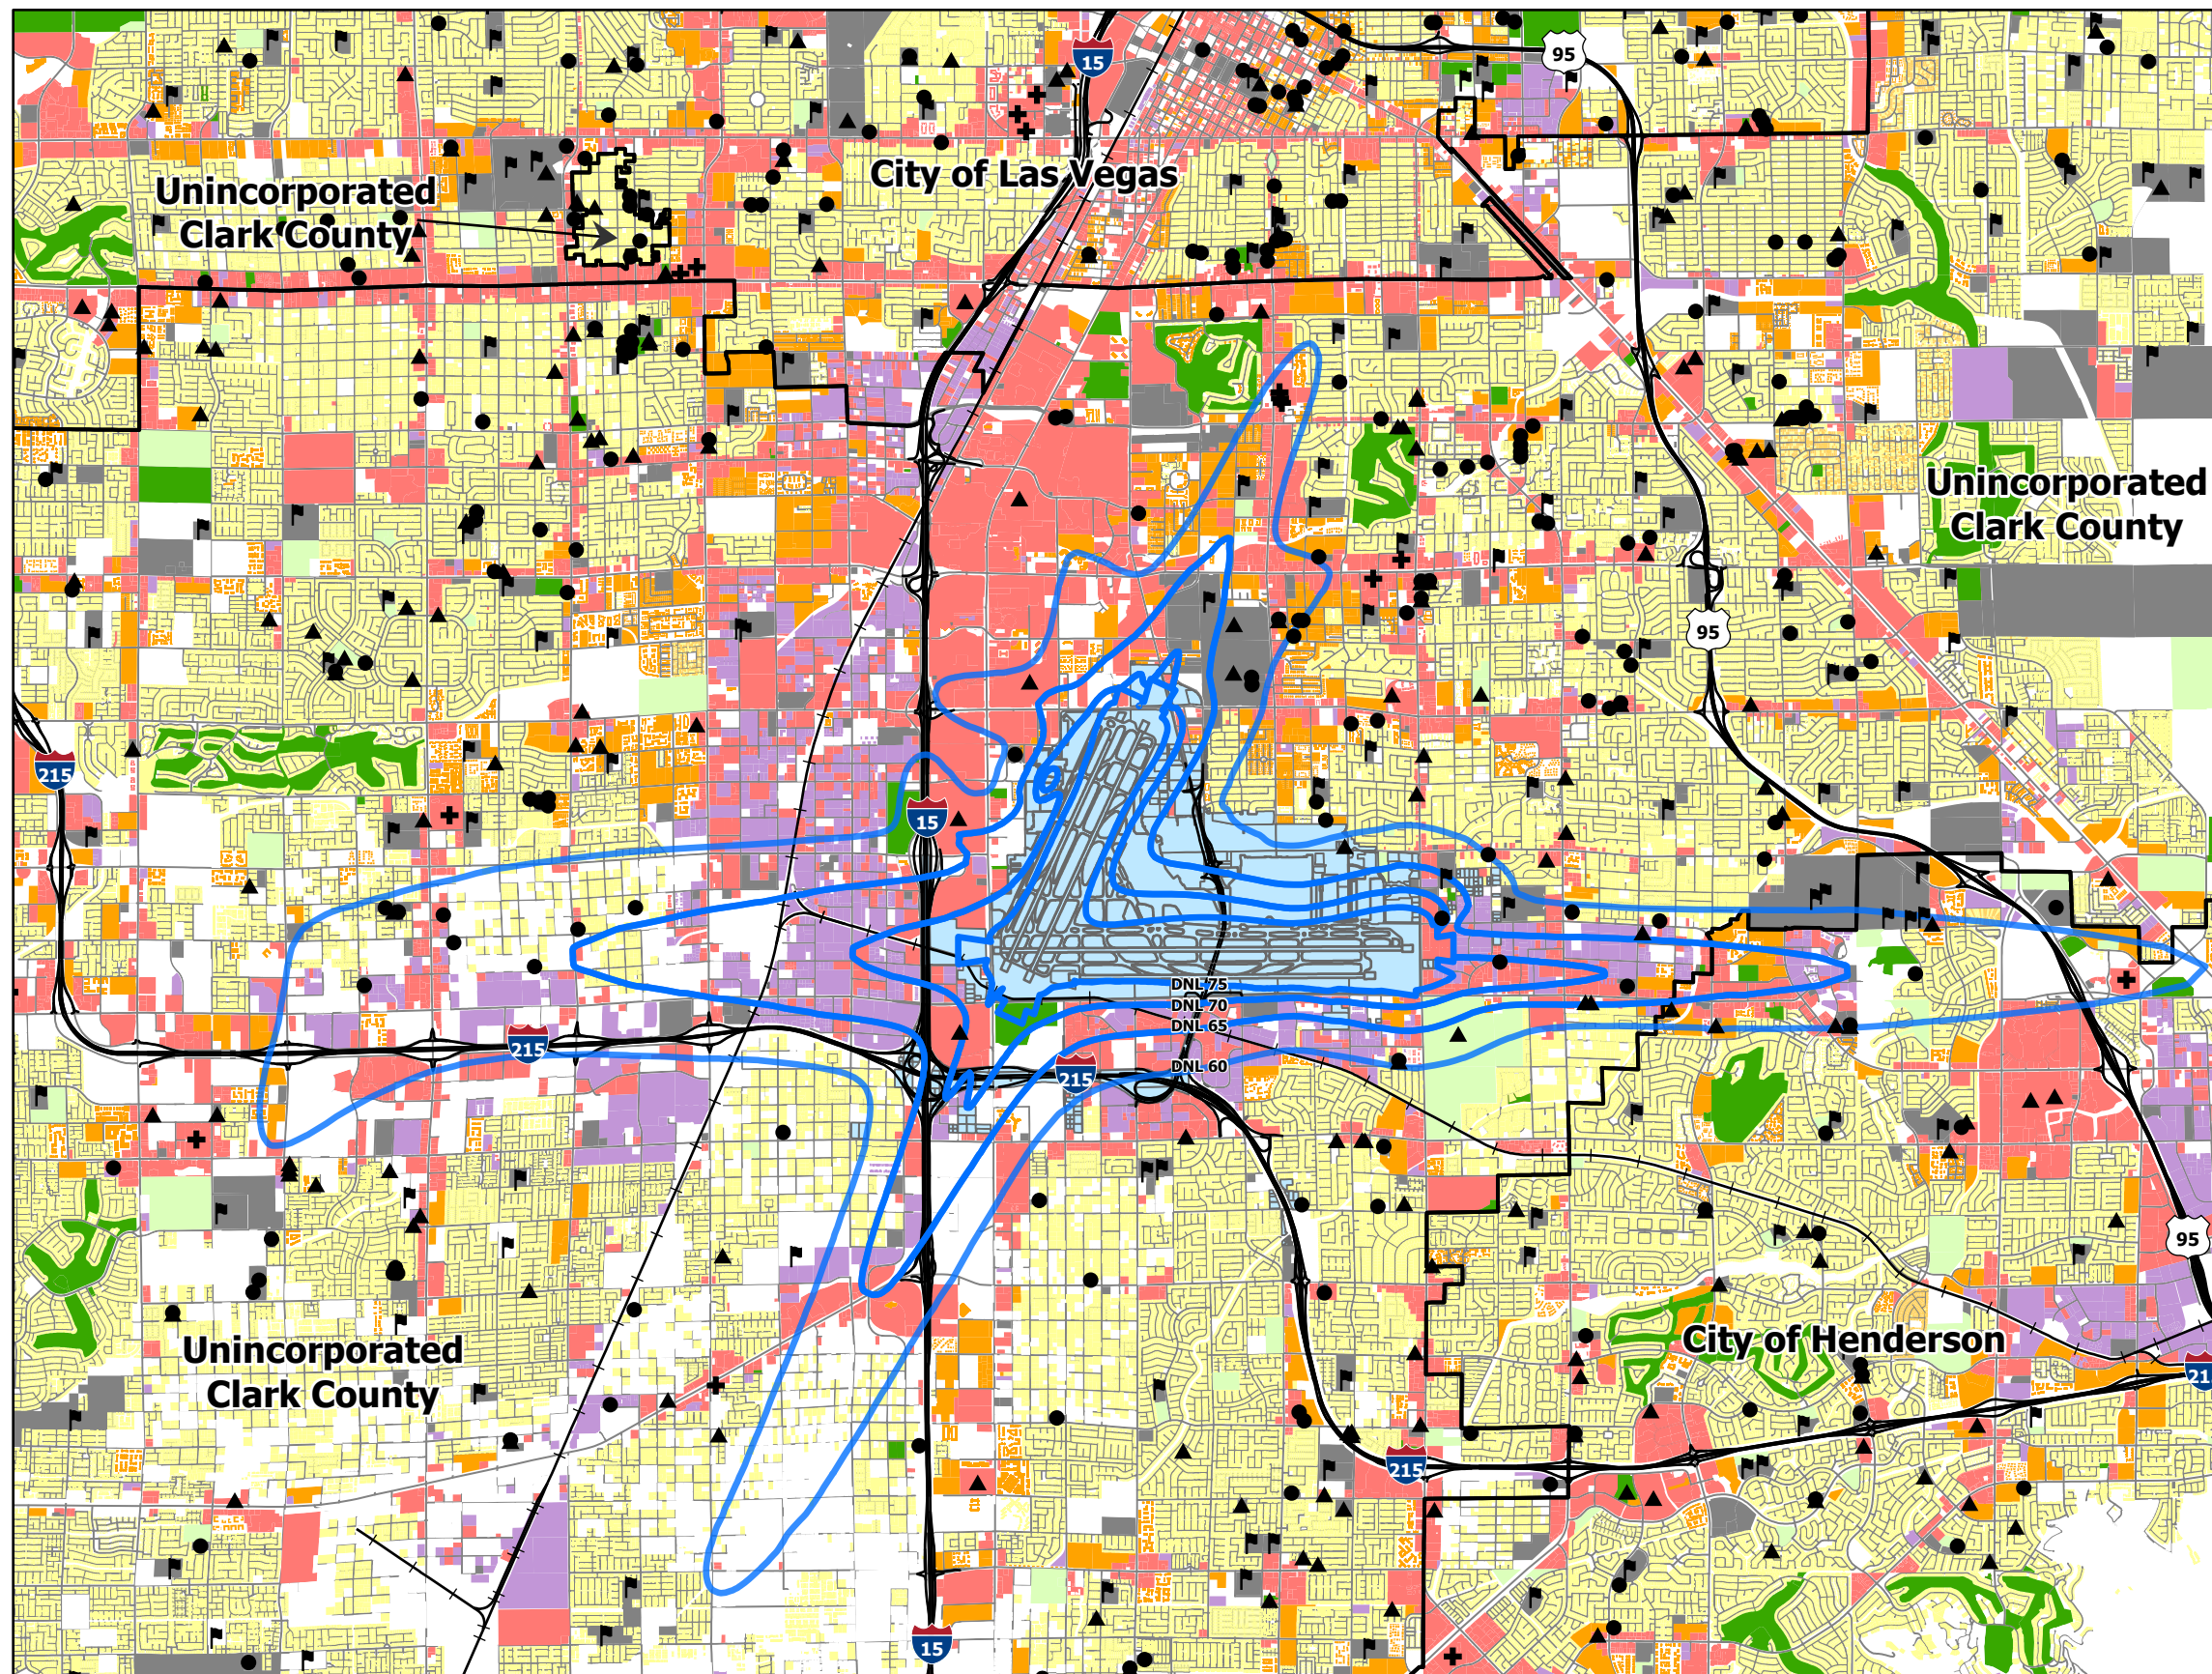 15
95
City of Las Vegas
Unincorporated
Clark County
Unincorporated
Clark County
95
215
15
DNL 75
DNL 70
DNL 65
DNL 60
215
215
95
City of Henderson
Unincorporated
Clark County
21
215
15